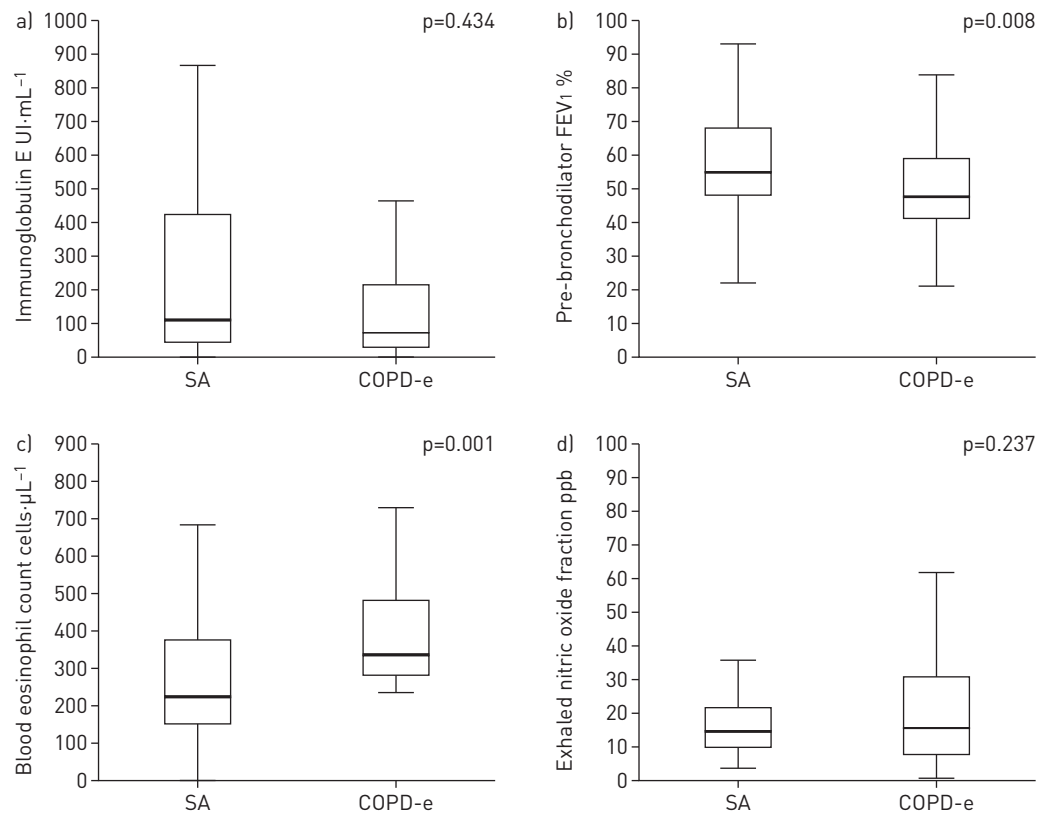 a)
p=0.434
Immunoglobulin E UI·mL⁻¹
1000
900
800
700
600
500
400
300
200
100
0
SA COPD-e
b)
p=0.008
Pre-bronchodilator FEV₁ %
100
90
80
70
60
50
40
30
20
10
0
SA COPD-e
c)
p=0.001
Blood eosinophil count cells·µL⁻¹
900
800
700
600
500
400
300
200
100
0
SA COPD-e
d)
p=0.237
Exhaled nitric oxide fraction ppb
100
90
80
70
60
50
40
30
20
10
0
SA COPD-e